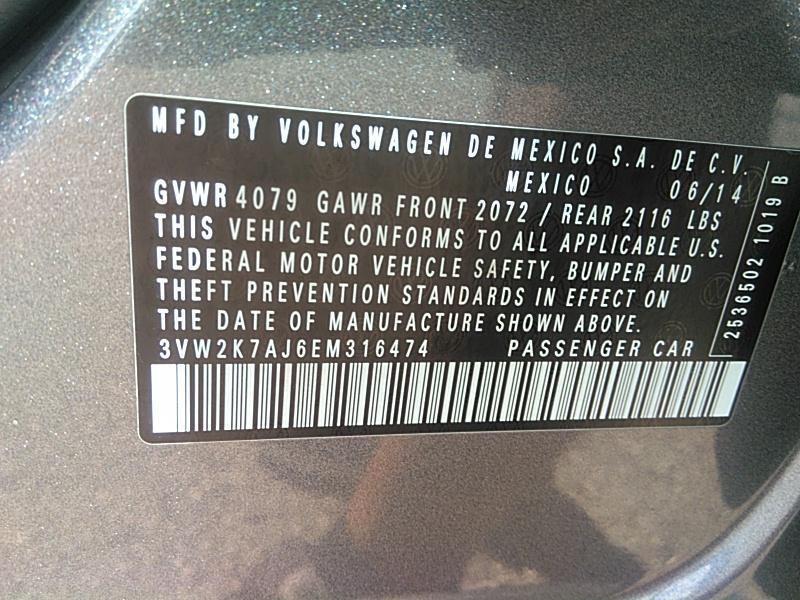 MFD BY VOLKSWAGEN DE MEXICO S.A. DE C.V.
MEXICO 06/14
GVWR 4079 GAWR FRONT 2072 / REAR 2116 LBS
THIS VEHICLE CONFORMS TO ALL APPLICABLE U.S.
FEDERAL MOTOR VEHICLE SAFETY, BUMPER AND
THEFT PREVENTION STANDARDS IN EFFECT ON
THE DATE OF MANUFACTURE SHOWN ABOVE.
3VW2K7AJ6EM316474 PASSENGER CAR
2536502 1019 B